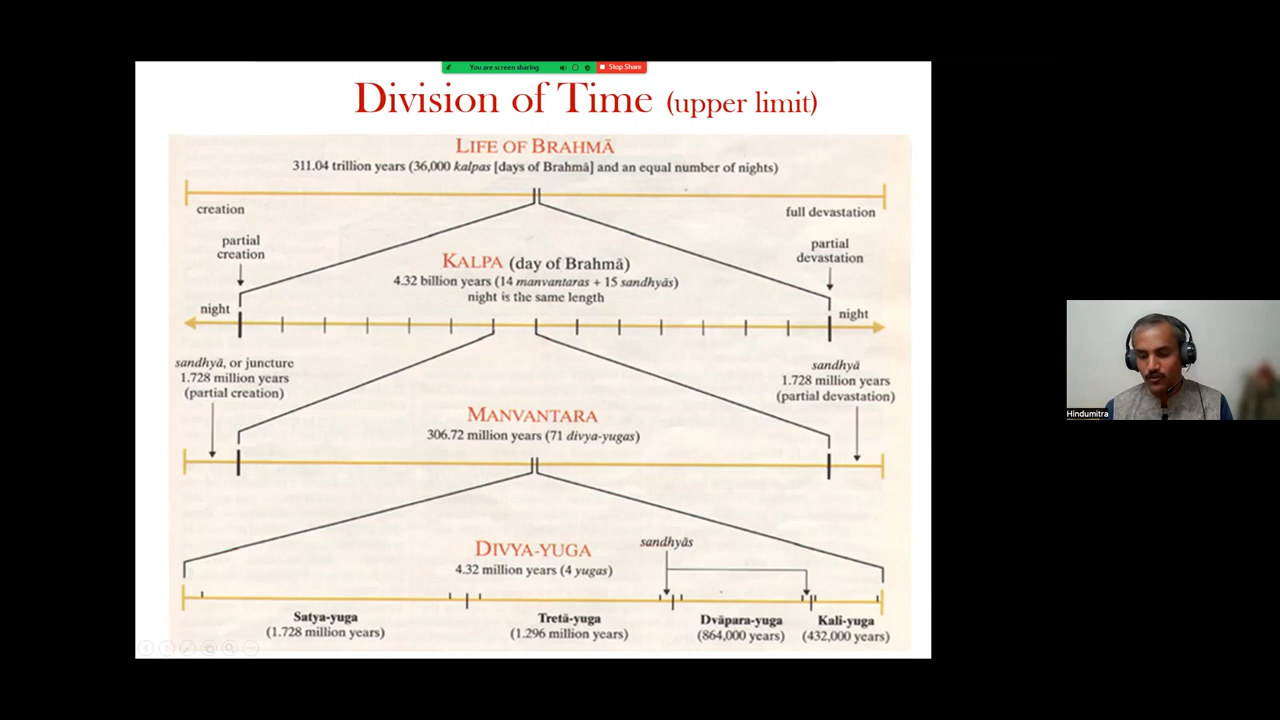 You are screen sharing
Stop Share
Division of Time (upper limit)
LIFE OF BRAHMĀ
311.04 trillion years (36,000 kalpas [days of Brahmā] and an equal number of nights)
creation
full devastation
partial
creation
partial
devastation
KALPA (day of Brahmā)
4.32 billion years (14 manvantaras + 15 sandhyās)
night is the same length
night
night
sandhyā, or juncture
1.728 million years
(partial creation)
sandhyā
1.728 million years
(partial devastation)
MANVANTARA
306.72 million years (71 divya-yugas)
DIVYA-YUGA
4.32 million years (4 yugas)
sandhyās
Satya-yuga
(1.728 million years)
Tretā-yuga
(1.296 million years)
Dvāpara-yuga
(864,000 years)
Kali-yuga
(432,000 years)
Hindumitra